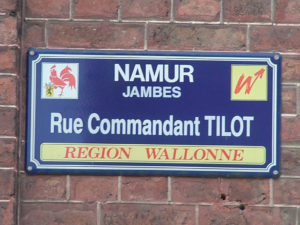 NAMUR
JAMBES
Rue Commandant TILOT
REGION WALLONNE